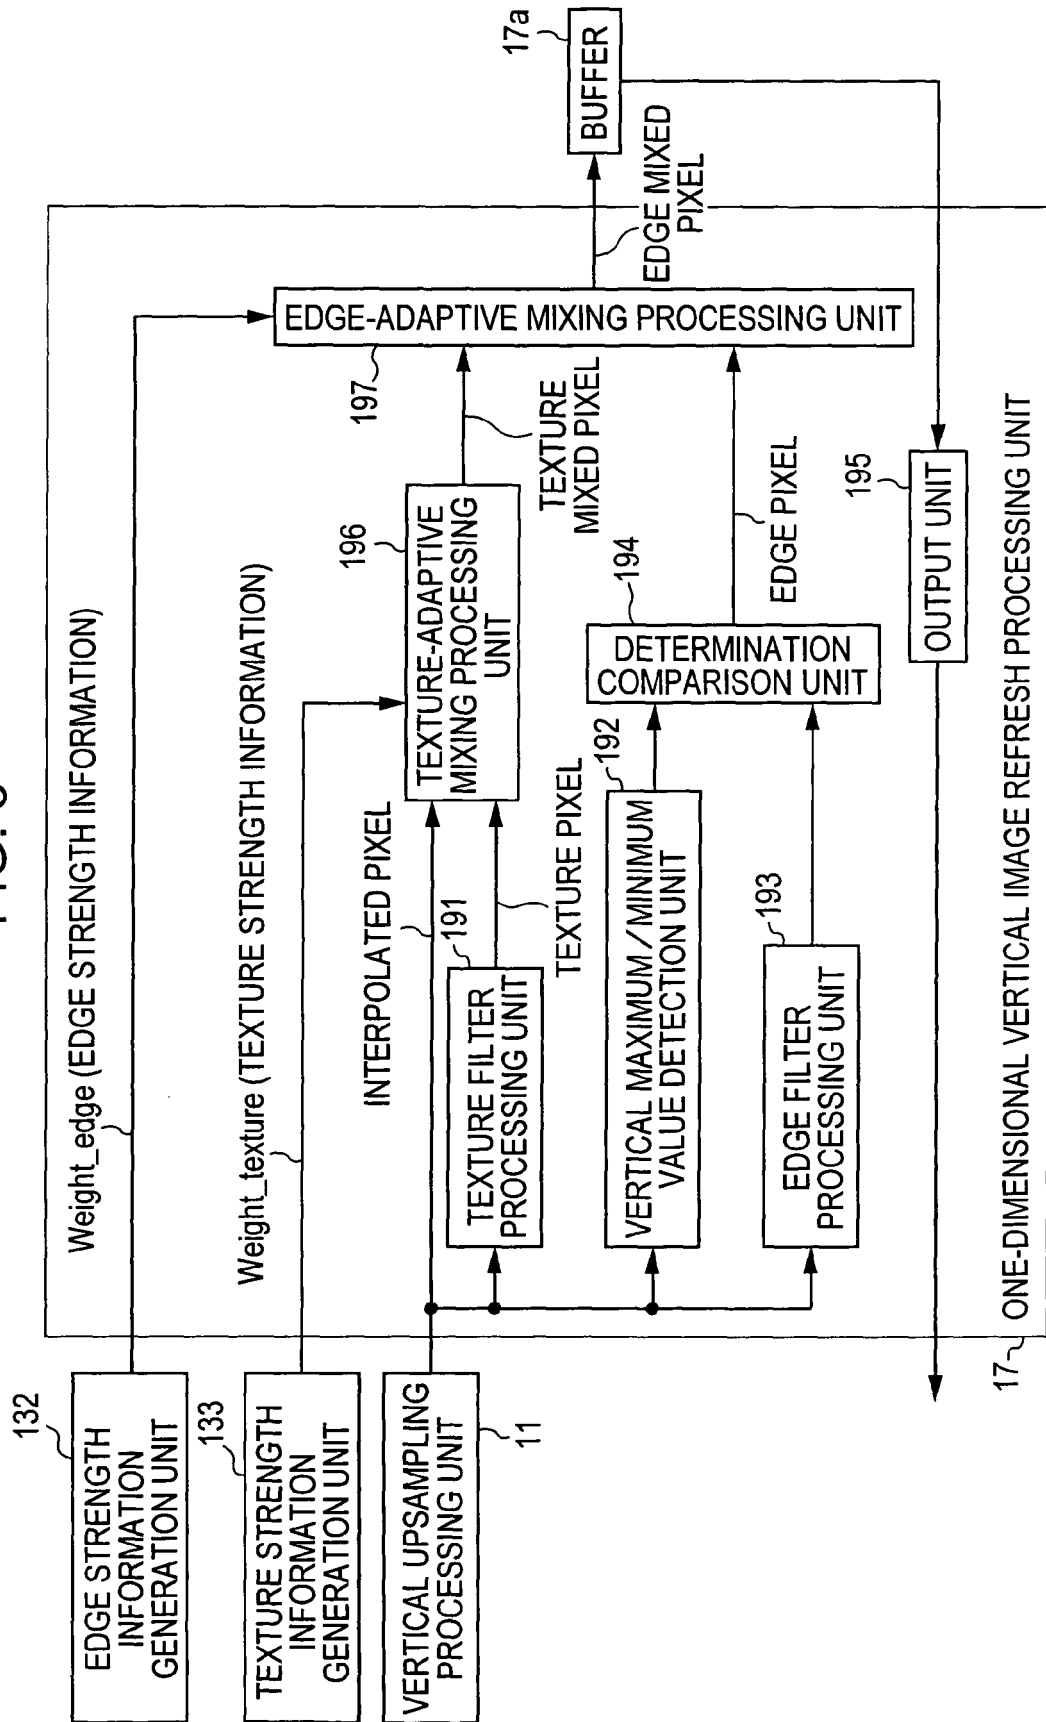 132
EDGE STRENGTH
INFORMATION
GENERATION UNIT
133
TEXTURE STRENGTH
INFORMATION
GENERATION UNIT
VERTICAL UPSAMPLING
PROCESSING UNIT
11
Weight_edge (EDGE STRENGTH INFORMATION)
Weight_texture (TEXTURE STRENGTH INFORMATION)
INTERPOLATED PIXEL
191
TEXTURE FILTER
PROCESSING UNIT
TEXTURE PIXEL
192
VERTICAL MAXIMUM / MINIMUM
VALUE DETECTION UNIT
193
EDGE FILTER
PROCESSING UNIT
196
TEXTURE-ADAPTIVE
MIXING PROCESSING
UNIT
TEXTURE
MIXED PIXEL
194
DETERMINATION
COMPARISON UNIT
EDGE PIXEL
197
EDGE-ADAPTIVE MIXING PROCESSING UNIT
EDGE MIXED
PIXEL
17a
BUFFER
195
OUTPUT UNIT
17
ONE-DIMENSIONAL VERTICAL IMAGE REFRESH PROCESSING UNIT